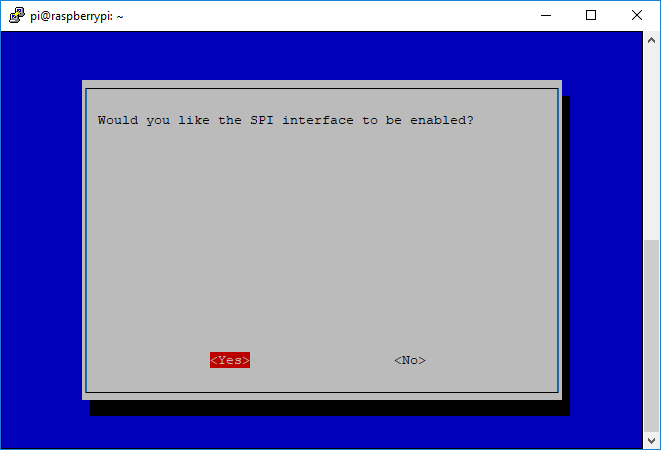 pi@raspberrypi: ~
Would you like the SPI interface to be enabled?
<Yes> <No>